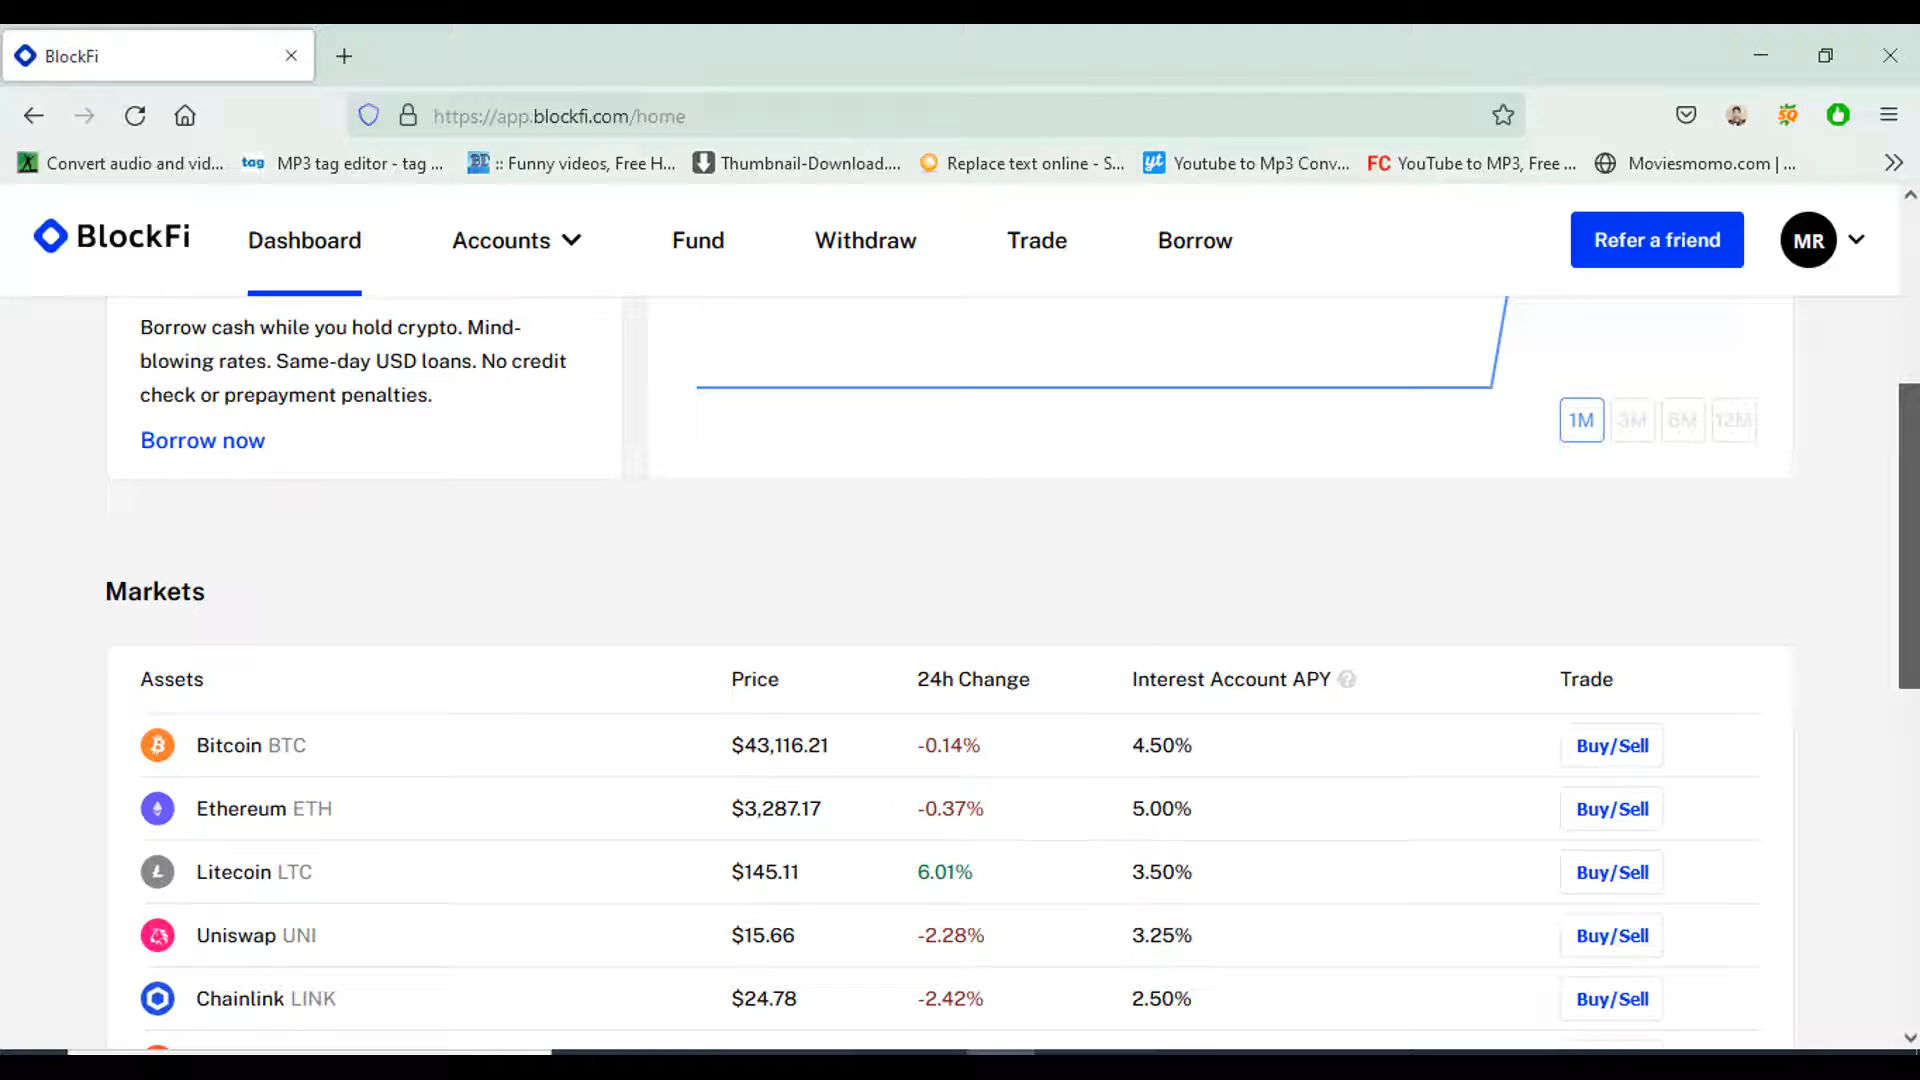 BlockFi
https://app.blockfi.com/home
Convert audio and vid... tag MP3 tag editor - tag ... BD :: Funny videos, Free H... Thumbnail-Download.... Replace text online - S... yt Youtube to Mp3 Conv... FC YouTube to MP3, Free ... Moviesmomo.com | ...
BlockFi Dashboard Accounts Fund Withdraw Trade Borrow Refer a friend MR
Borrow cash while you hold crypto. Mind-
blowing rates. Same-day USD loans. No credit
check or prepayment penalties.
Borrow now
1M 3M 6M 12M
Markets
Assets Price 24h Change Interest Account APY ? Trade
Bitcoin BTC $43,116.21 -0.14% 4.50% Buy/Sell
Ethereum ETH $3,287.17 -0.37% 5.00% Buy/Sell
Litecoin LTC $145.11 6.01% 3.50% Buy/Sell
Uniswap UNI $15.66 -2.28% 3.25% Buy/Sell
Chainlink LINK $24.78 -2.42% 2.50% Buy/Sell